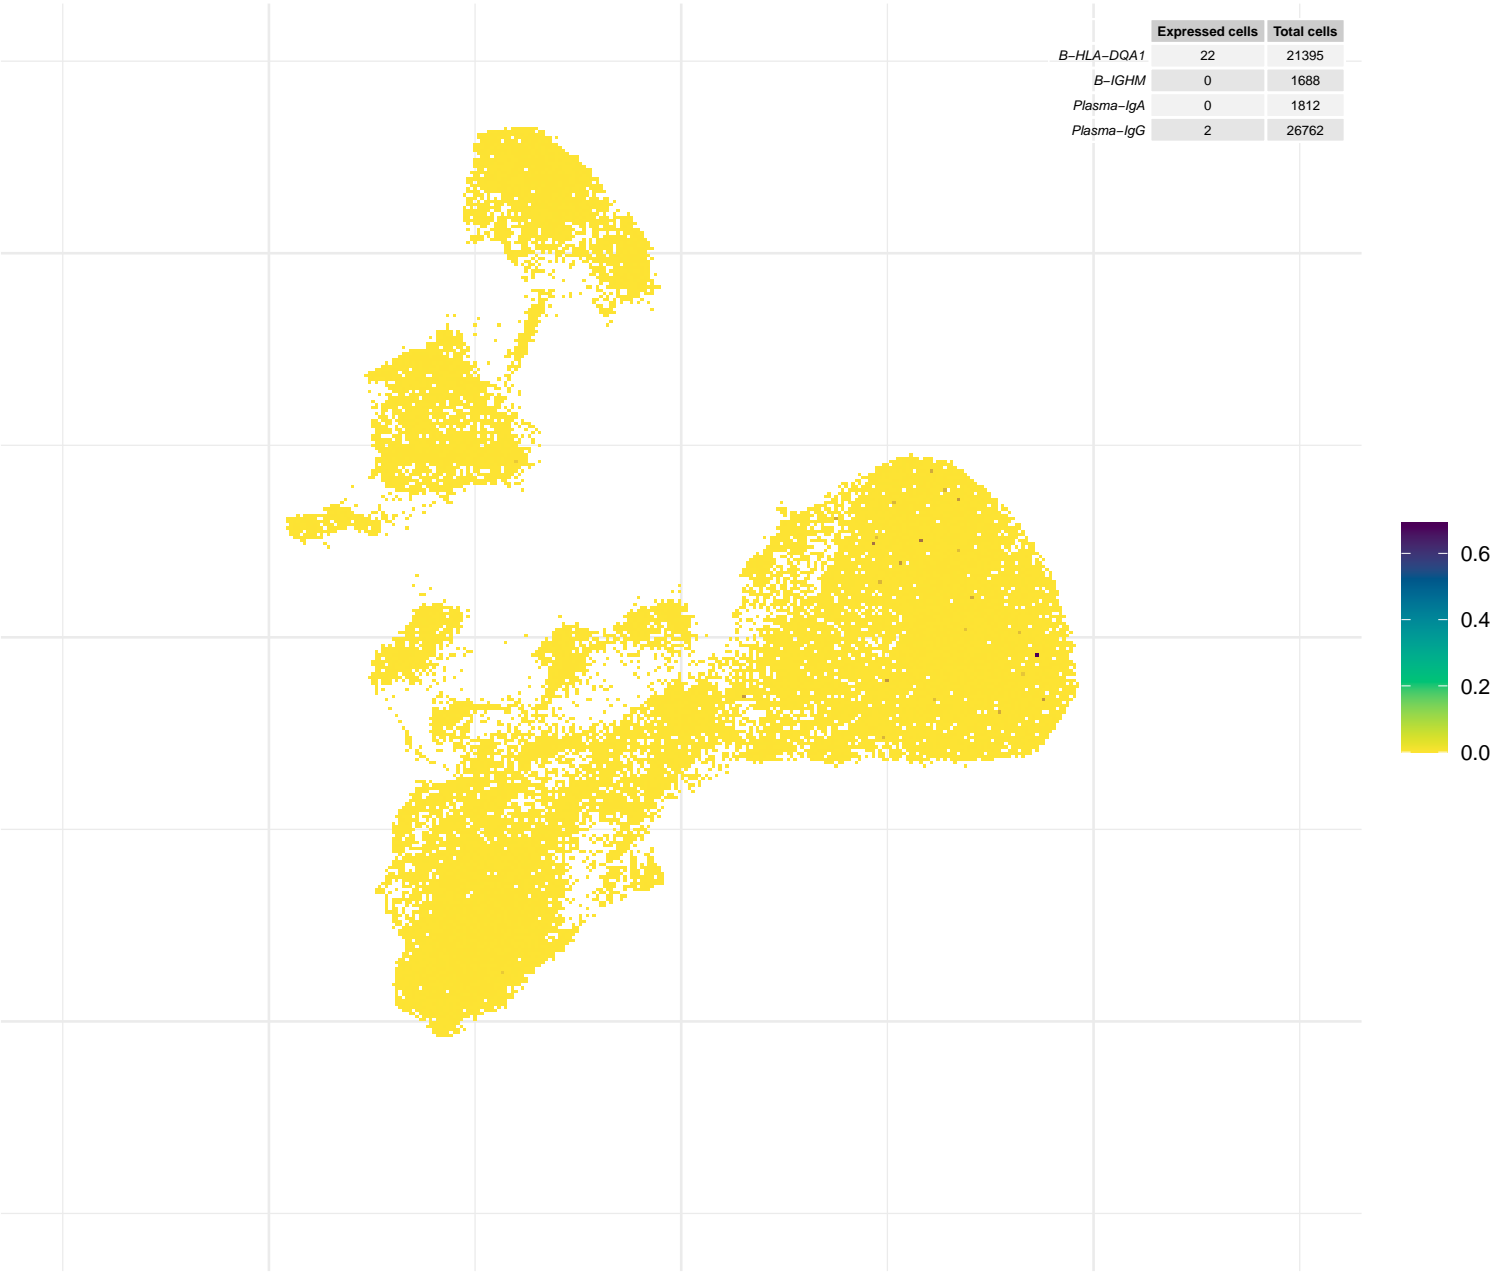 Expressed cells Total cells
B−HLA−DQA1 22 21395
B−IGHM 0 1688
Plasma−IgA 0 1812
Plasma−IgG 2 26762
0.6
0.4
0.2
0.0